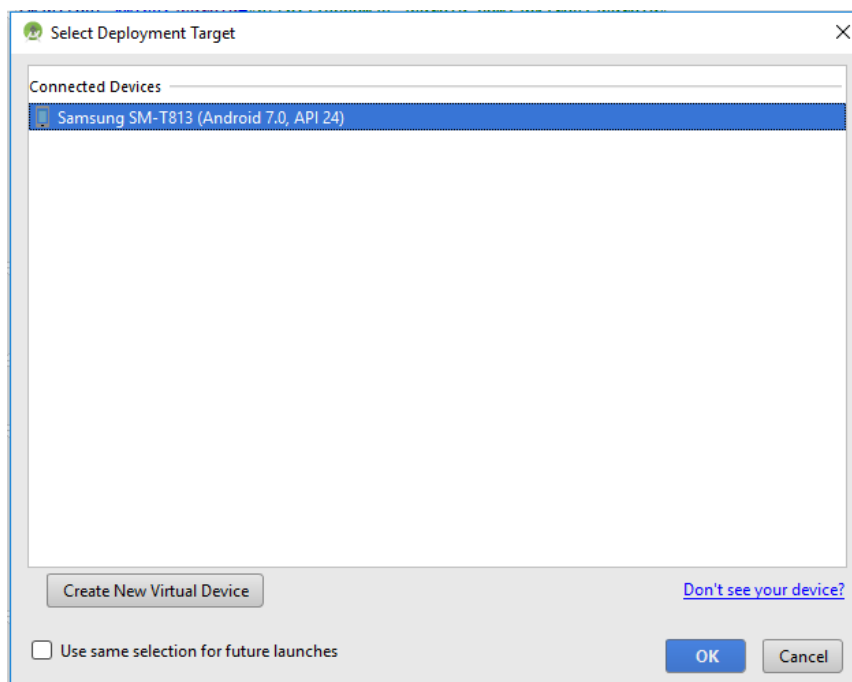 Select Deployment Target
Connected Devices
Samsung SM-T813 (Android 7.0, API 24)
Create New Virtual Device
Don't see your device?
Use same selection for future launches
OK
Cancel